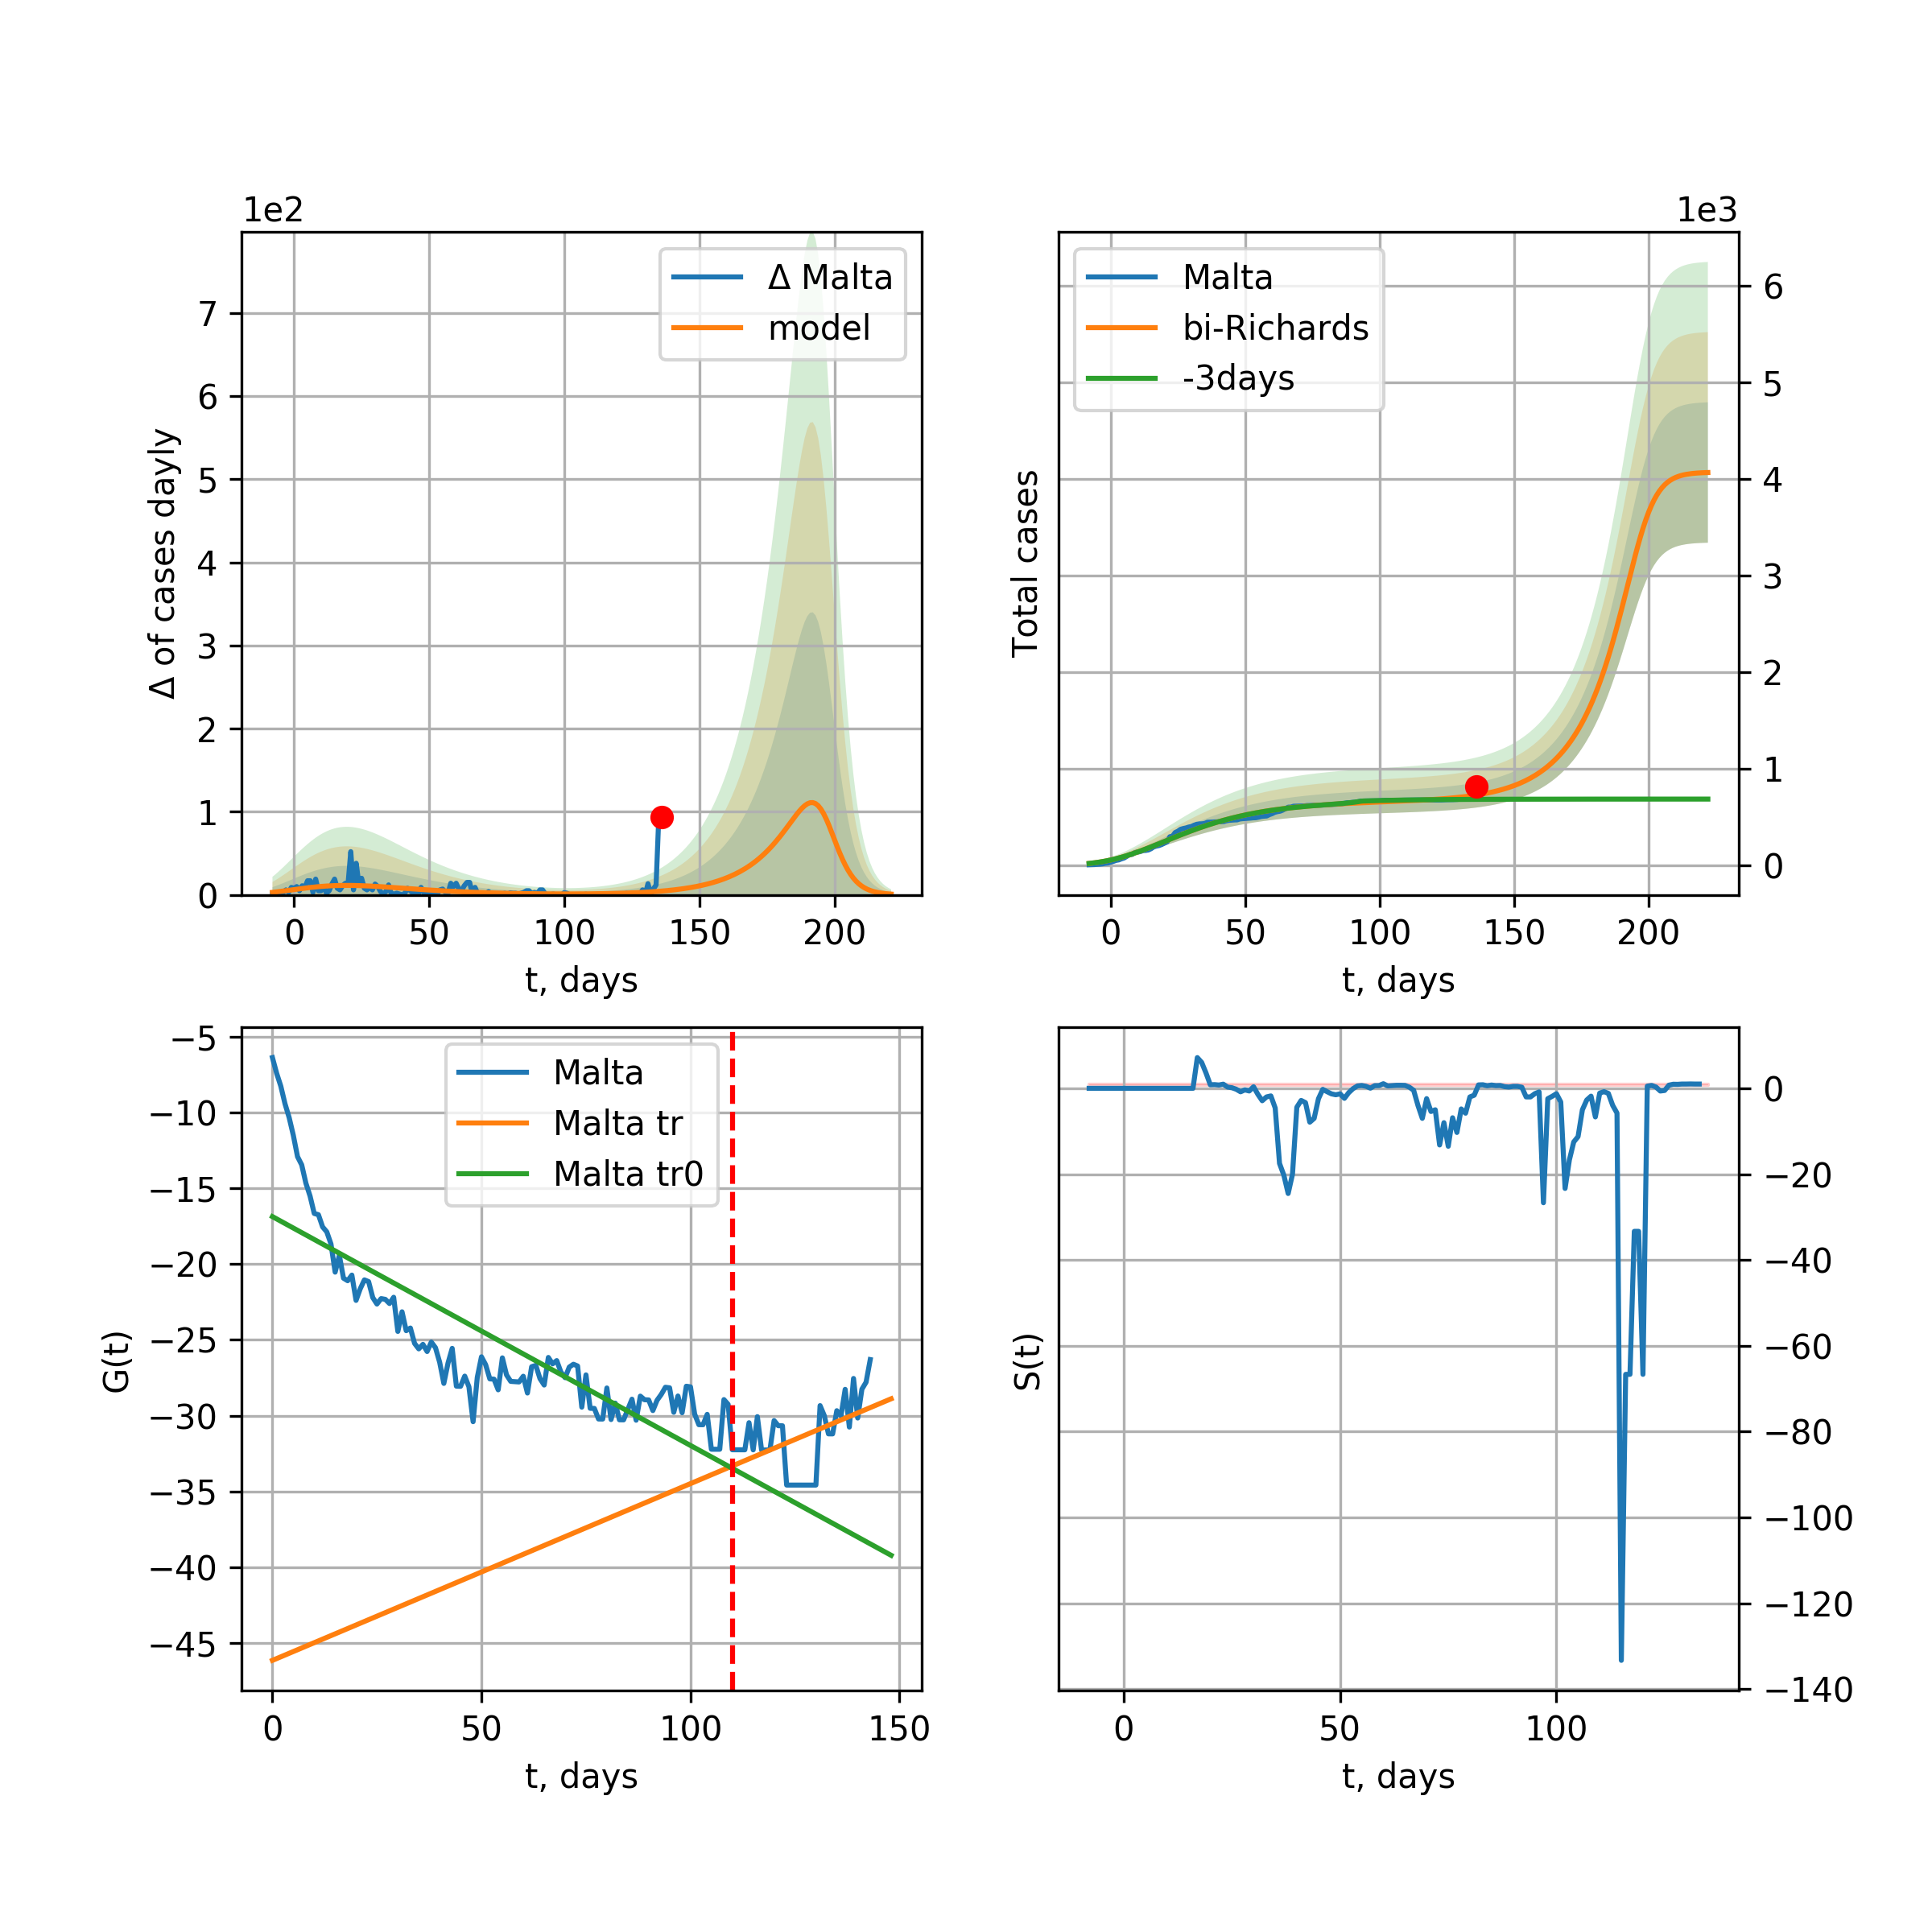 1e2
Δ Malta
model
7
6
5
4
3
2
1
0
Δ of cases dayly
0 50 100 150 200
t, days
1e3
Malta
bi-Richards
-3days
6
5
4
3
2
1
0
Total cases
0 50 100 150 200
t, days
Malta
Malta tr
Malta tr0
−5
−10
−15
−20
−25
−30
−35
−40
−45
G(t)
0 50 100 150
t, days
0
−20
−40
−60
−80
−100
−120
−140
S(t)
0 50 100
t, days